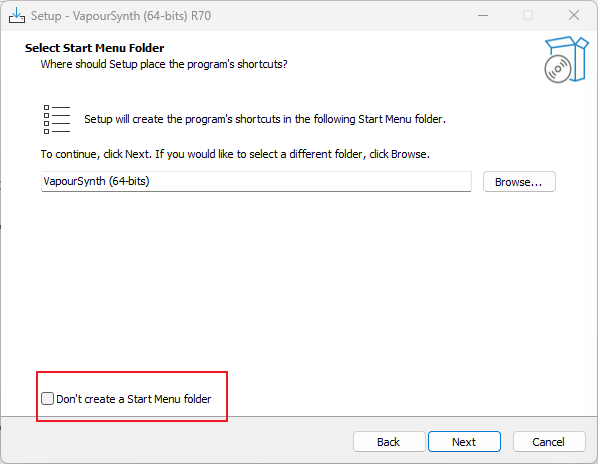 Setup - VapourSynth (64-bits) R70
Select Start Menu Folder
Where should Setup place the program's shortcuts?
Setup will create the program's shortcuts in the following Start Menu folder.
To continue, click Next. If you would like to select a different folder, click Browse.
VapourSynth (64-bits)
Browse...
Don't create a Start Menu folder
Back
Next
Cancel